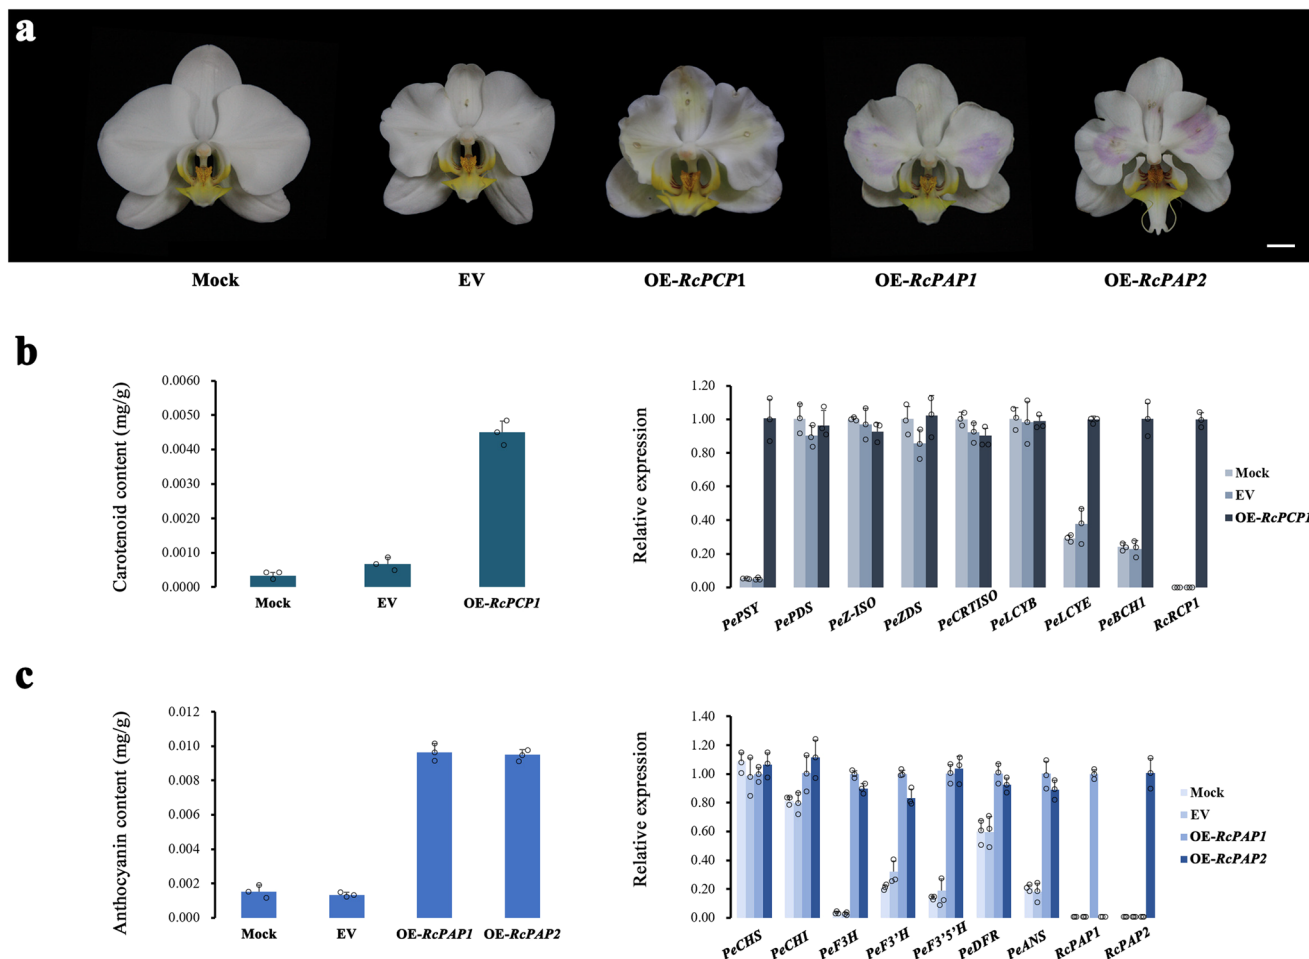 a
Mock EV OE-RcPCP1 OE-RcPAP1 OE-RcPAP2
b
Carotenoid content (mg/g)
0.0060
0.0050
0.0040
0.0030
0.0020
0.0010
0.0000
Mock EV OE-RcPCP1
Relative expression
1.20
1.00
0.80
0.60
0.40
0.20
0.00
PePSY PePDS PeZ-ISO PeZDS PeCRTISO PeLCYB PeLCYE PeBCH1 RcRCP1
Mock
EV
OE-RcPCP1
c
Anthocyanin content (mg/g)
0.012
0.010
0.008
0.006
0.004
0.002
0.000
Mock EV OE-RcPAP1 OE-RcPAP2
Relative expression
1.40
1.20
1.00
0.80
0.60
0.40
0.20
0.00
PeCHS PeCHI PeF3H PeF3'H PeF3'5'H PeDFR PeANS RcPAP1 RcPAP2
Mock
EV
OE-RcPAP1
OE-RcPAP2